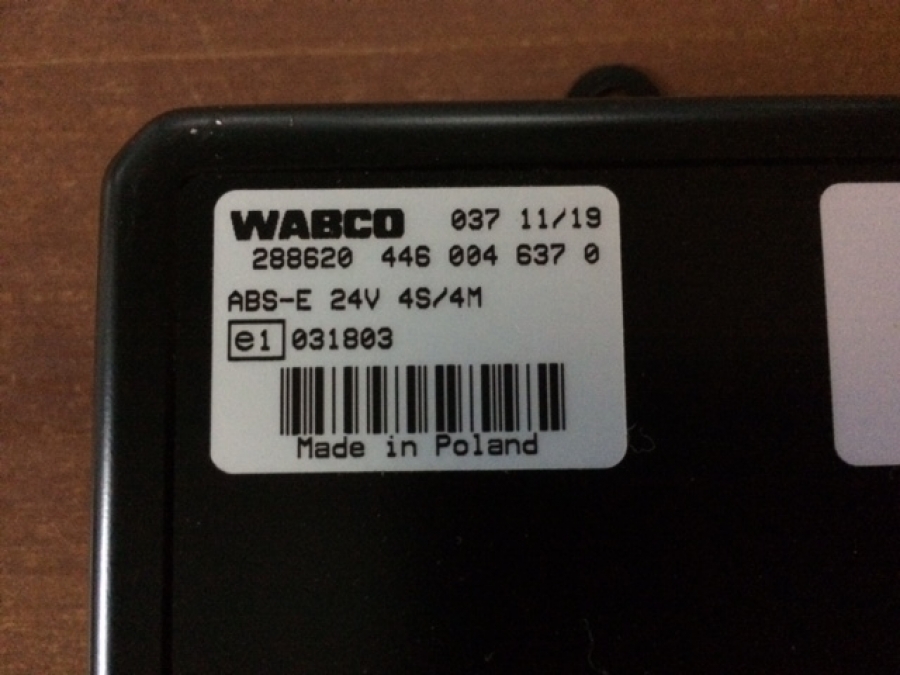 WABCO 037 11/19
288620 446 004 637 0
ABS-E 24V 4S/4M
e1 031803
Made in Poland